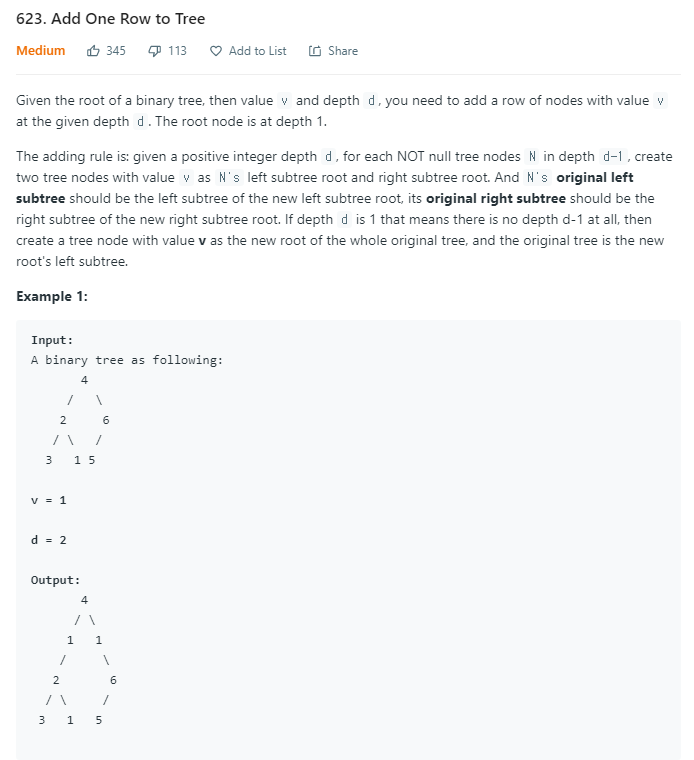 623. Add One Row to Tree
Medium 345 113 Add to List Share
Given the root of a binary tree, then value v and depth d, you need to add a row of nodes with value v
at the given depth d. The root node is at depth 1.
The adding rule is: given a positive integer depth d, for each NOT null tree nodes N in depth d-1, create
two tree nodes with value v as N's left subtree root and right subtree root. And N's original left
subtree should be the left subtree of the new left subtree root, its original right subtree should be the
right subtree of the new right subtree root. If depth d is 1 that means there is no depth d-1 at all, then
create a tree node with value v as the new root of the whole original tree, and the original tree is the new
root's left subtree.
Example 1:
Input:
A binary tree as following:
       4
     /   \
    2     6
   / \   /
  3   1 5
v = 1
d = 2
Output:
       4
      / \
     1   1
    /     \
   2       6
  / \     /
 3   1   5